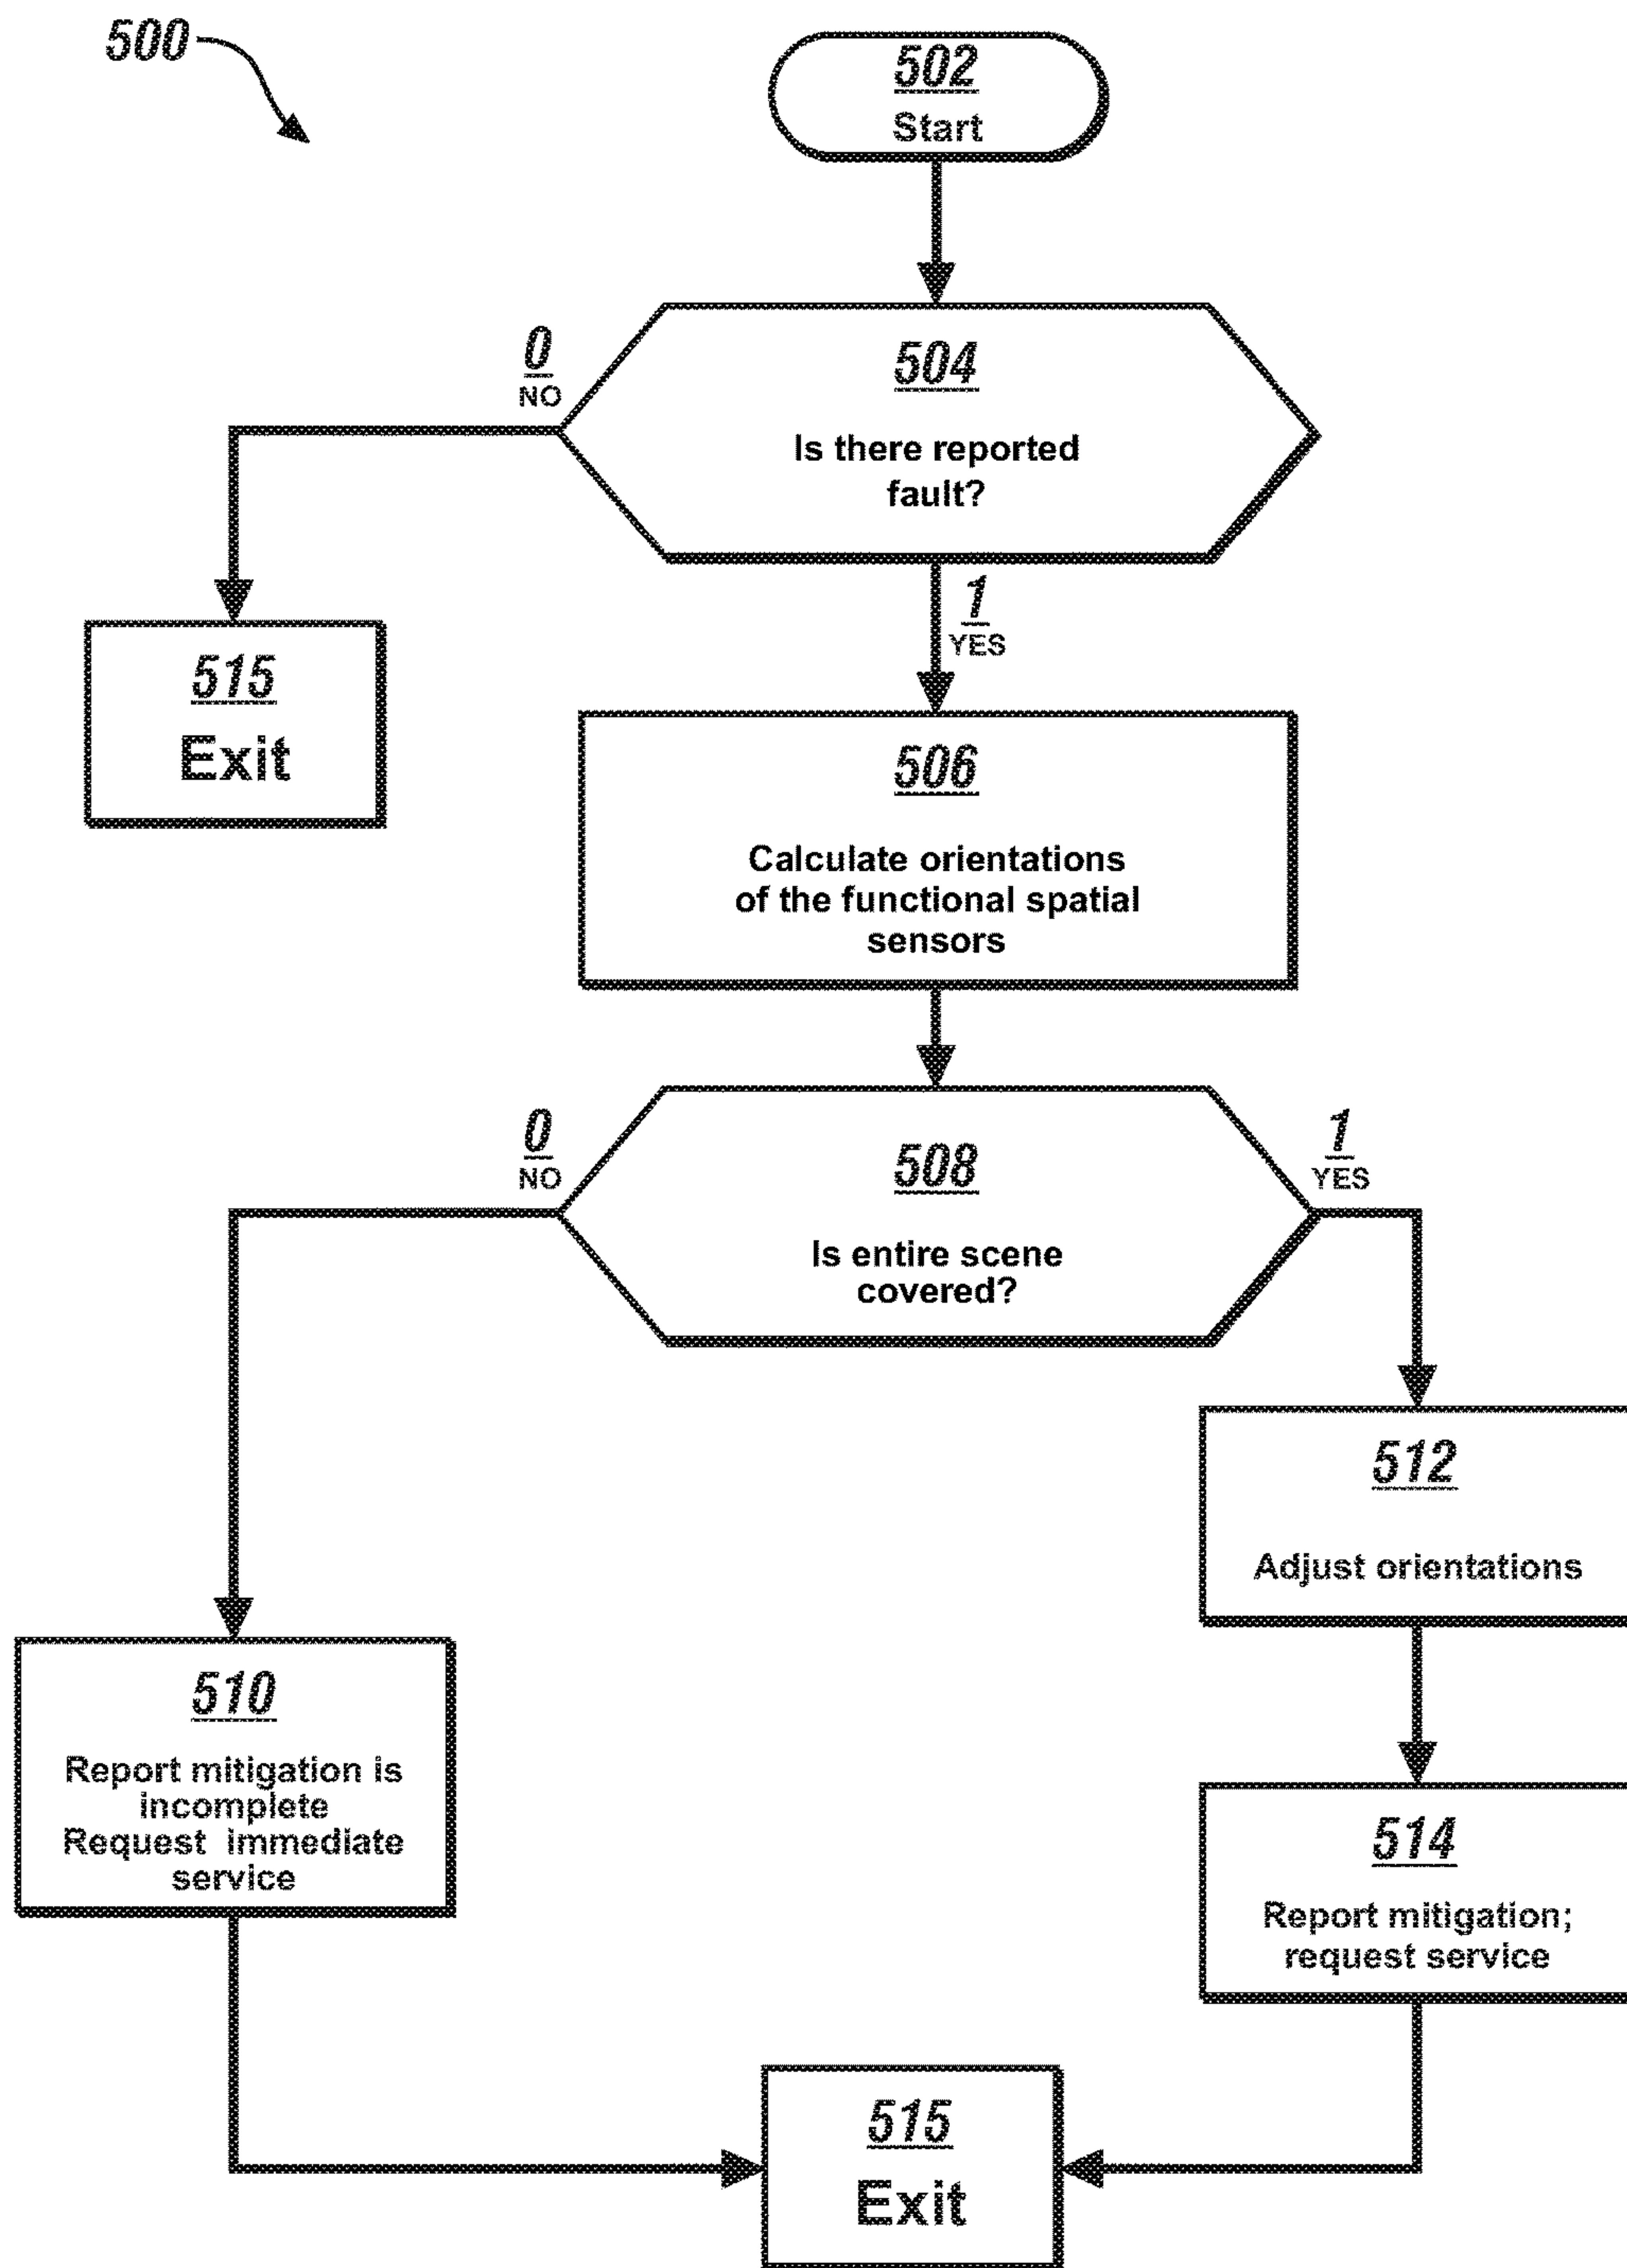 500
502
Start
504
Is there reported
fault?
0
NO
1
YES
515
Exit
506
Calculate orientations
of the functional spatial
sensors
508
Is entire scene
covered?
0
NO
1
YES
512
Adjust orientations
510
Report mitigation is
incomplete
Request immediate
service
514
Report mitigation;
request service
515
Exit